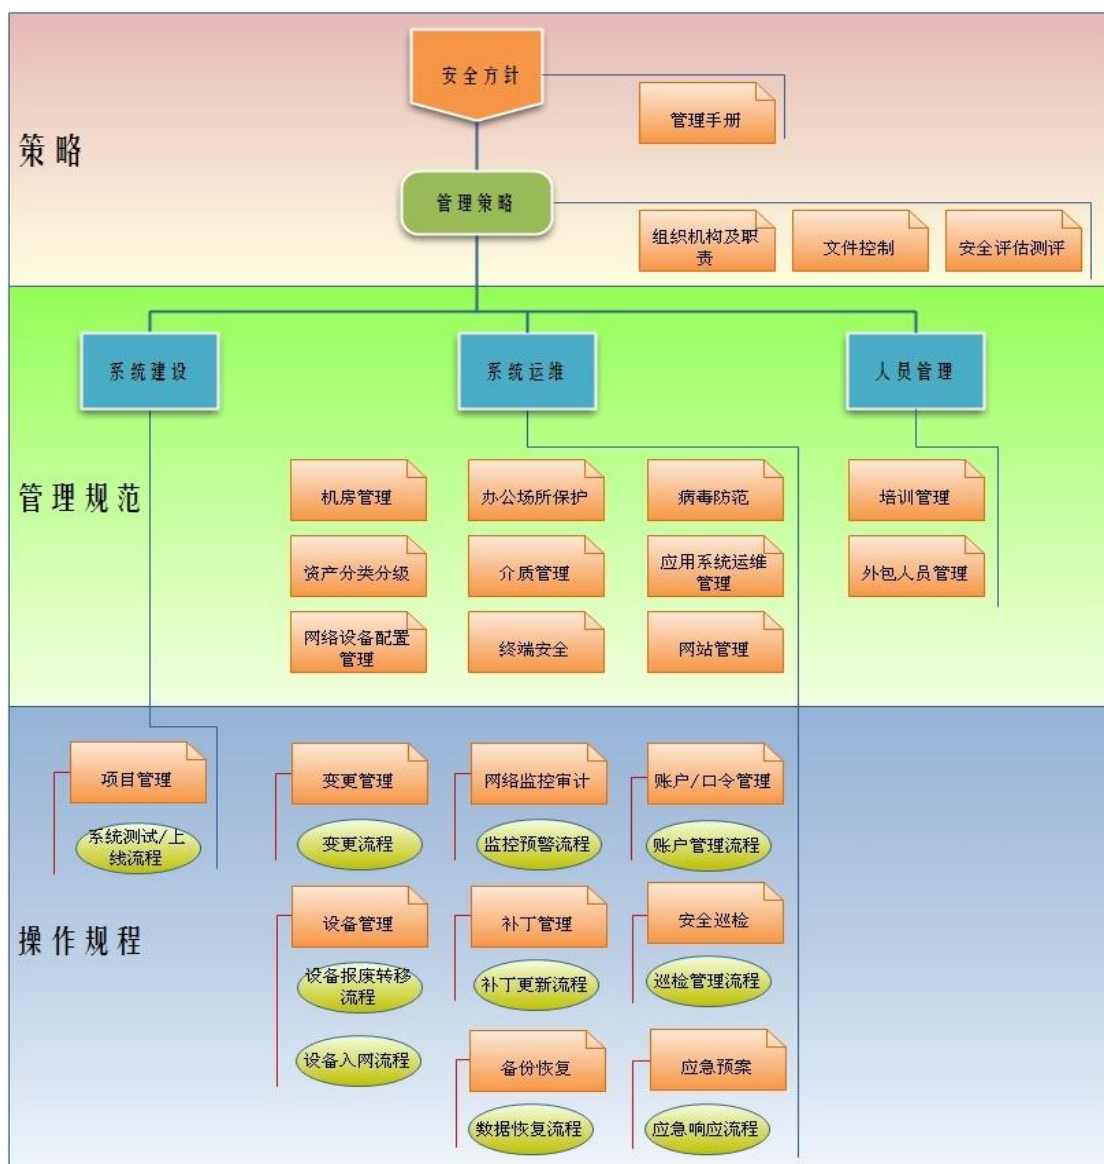 安全方针
管理手册
策略
管理策略
组织机构及职
责
文件控制
安全评估测评
系统建设
系统运维
人员管理
管理规范
机房管理
办公场所保护
病毒防范
培训管理
资产分类分级
介质管理
应用系统运维
管理
外包人员管理
网络设备配置
管理
终端安全
网站管理
操作规程
项目管理
系统测试/上
线流程
变更管理
变更流程
网络监控审计
监控预警流程
账户/口令管理
账户管理流程
设备管理
设备报废转移
流程
设备入网流程
补丁管理
补丁更新流程
安全巡检
巡检管理流程
备份恢复
数据恢复流程
应急预案
应急响应流程